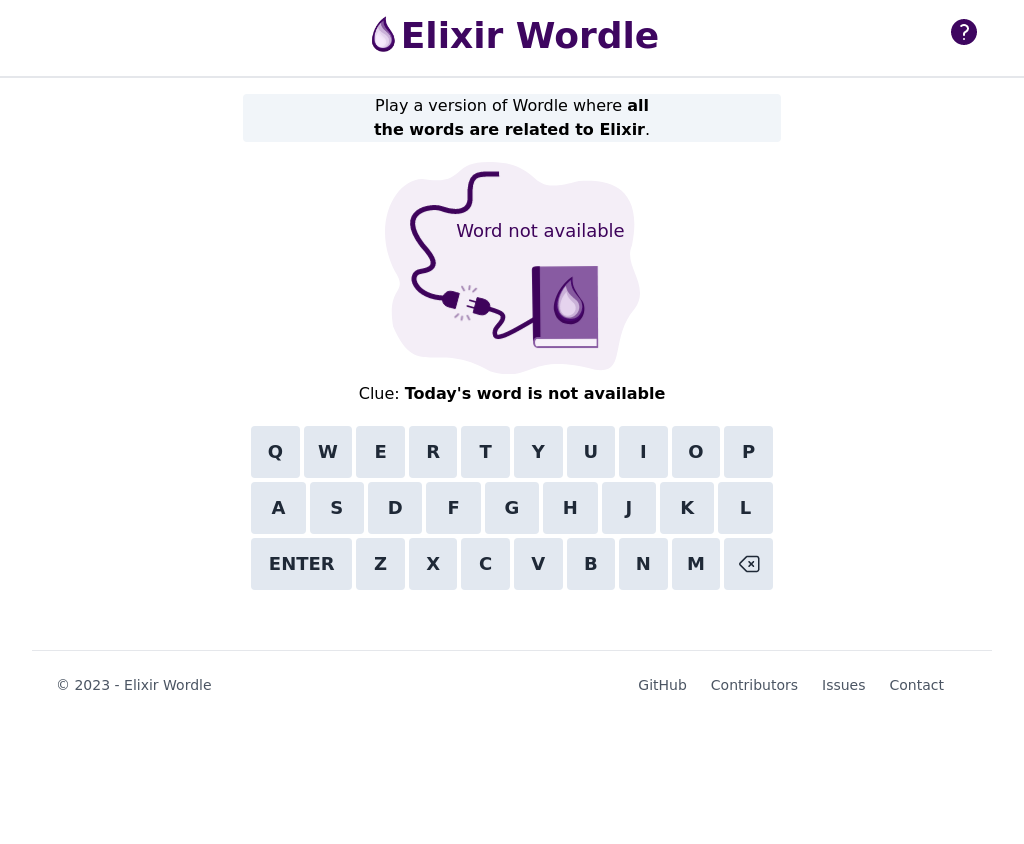 Elixir Wordle
?
Play a version of Wordle where all
the words are related to Elixir.
Word not available
Clue: Today's word is not available
Q W E R T Y U I O P
A S D F G H J K L
ENTER Z X C V B N M
© 2023 - Elixir Wordle GitHub Contributors Issues Contact